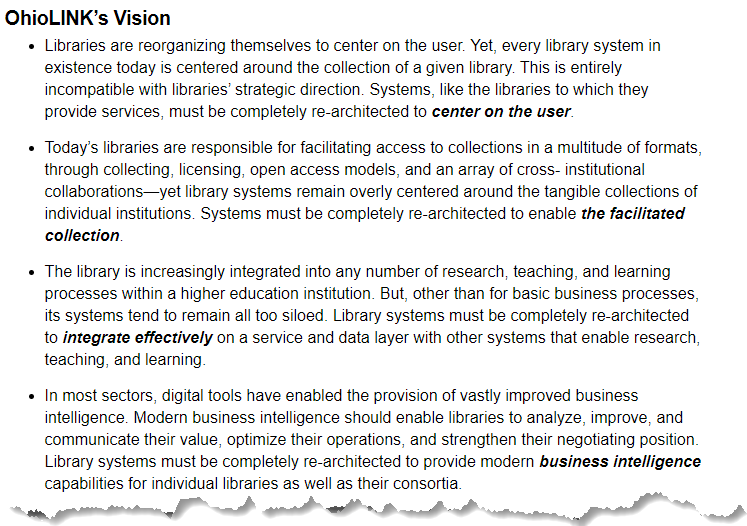 OhioLINK’s Vision
• Libraries are reorganizing themselves to center on the user. Yet, every library system in
existence today is centered around the collection of a given library. This is entirely
incompatible with libraries’ strategic direction. Systems, like the libraries to which they
provide services, must be completely re-architected to center on the user.
• Today’s libraries are responsible for facilitating access to collections in a multitude of formats,
through collecting, licensing, open access models, and an array of cross- institutional
collaborations—yet library systems remain overly centered around the tangible collections of
individual institutions. Systems must be completely re-architected to enable the facilitated
collection.
• The library is increasingly integrated into any number of research, teaching, and learning
processes within a higher education institution. But, other than for basic business processes,
its systems tend to remain all too siloed. Library systems must be completely re-architected
to integrate effectively on a service and data layer with other systems that enable research,
teaching, and learning.
• In most sectors, digital tools have enabled the provision of vastly improved business
intelligence. Modern business intelligence should enable libraries to analyze, improve, and
communicate their value, optimize their operations, and strengthen their negotiating position.
Library systems must be completely re-architected to provide modern business intelligence
capabilities for individual libraries as well as their consortia.